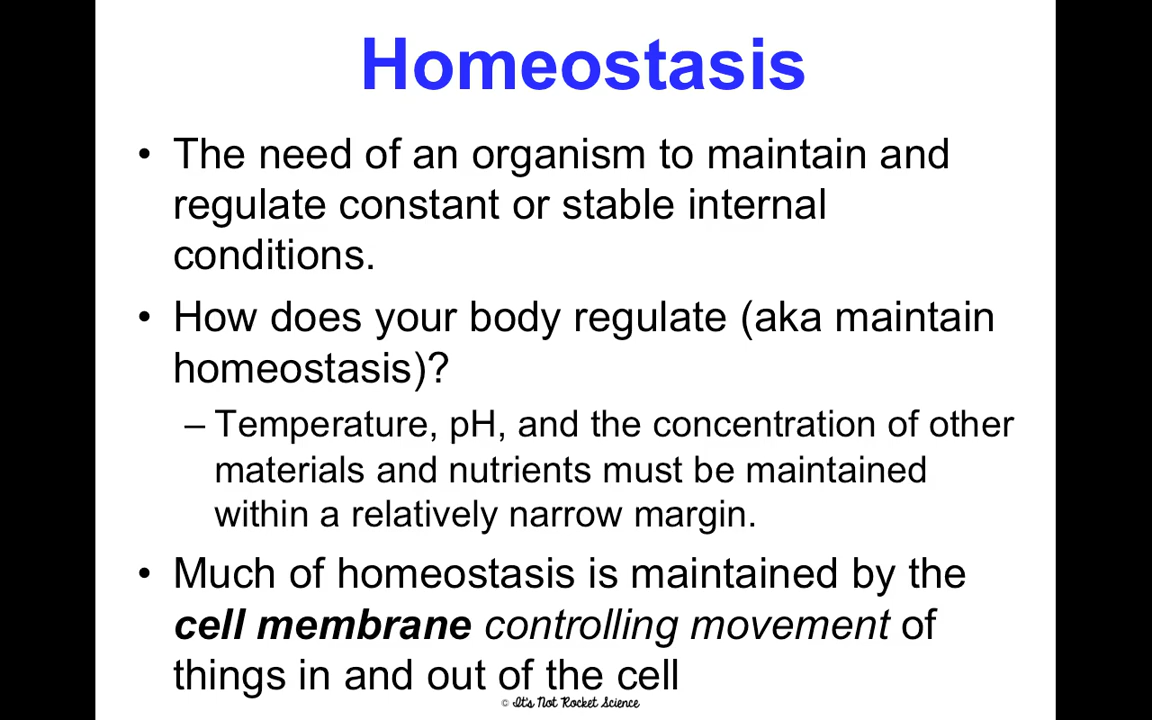 Homeostasis
• The need of an organism to maintain and
regulate constant or stable internal
conditions.
• How does your body regulate (aka maintain
homeostasis)?
– Temperature, pH, and the concentration of other
materials and nutrients must be maintained
within a relatively narrow margin.
• Much of homeostasis is maintained by the
cell membrane controlling movement of
things in and out of the cell
© It's Not Rocket Science